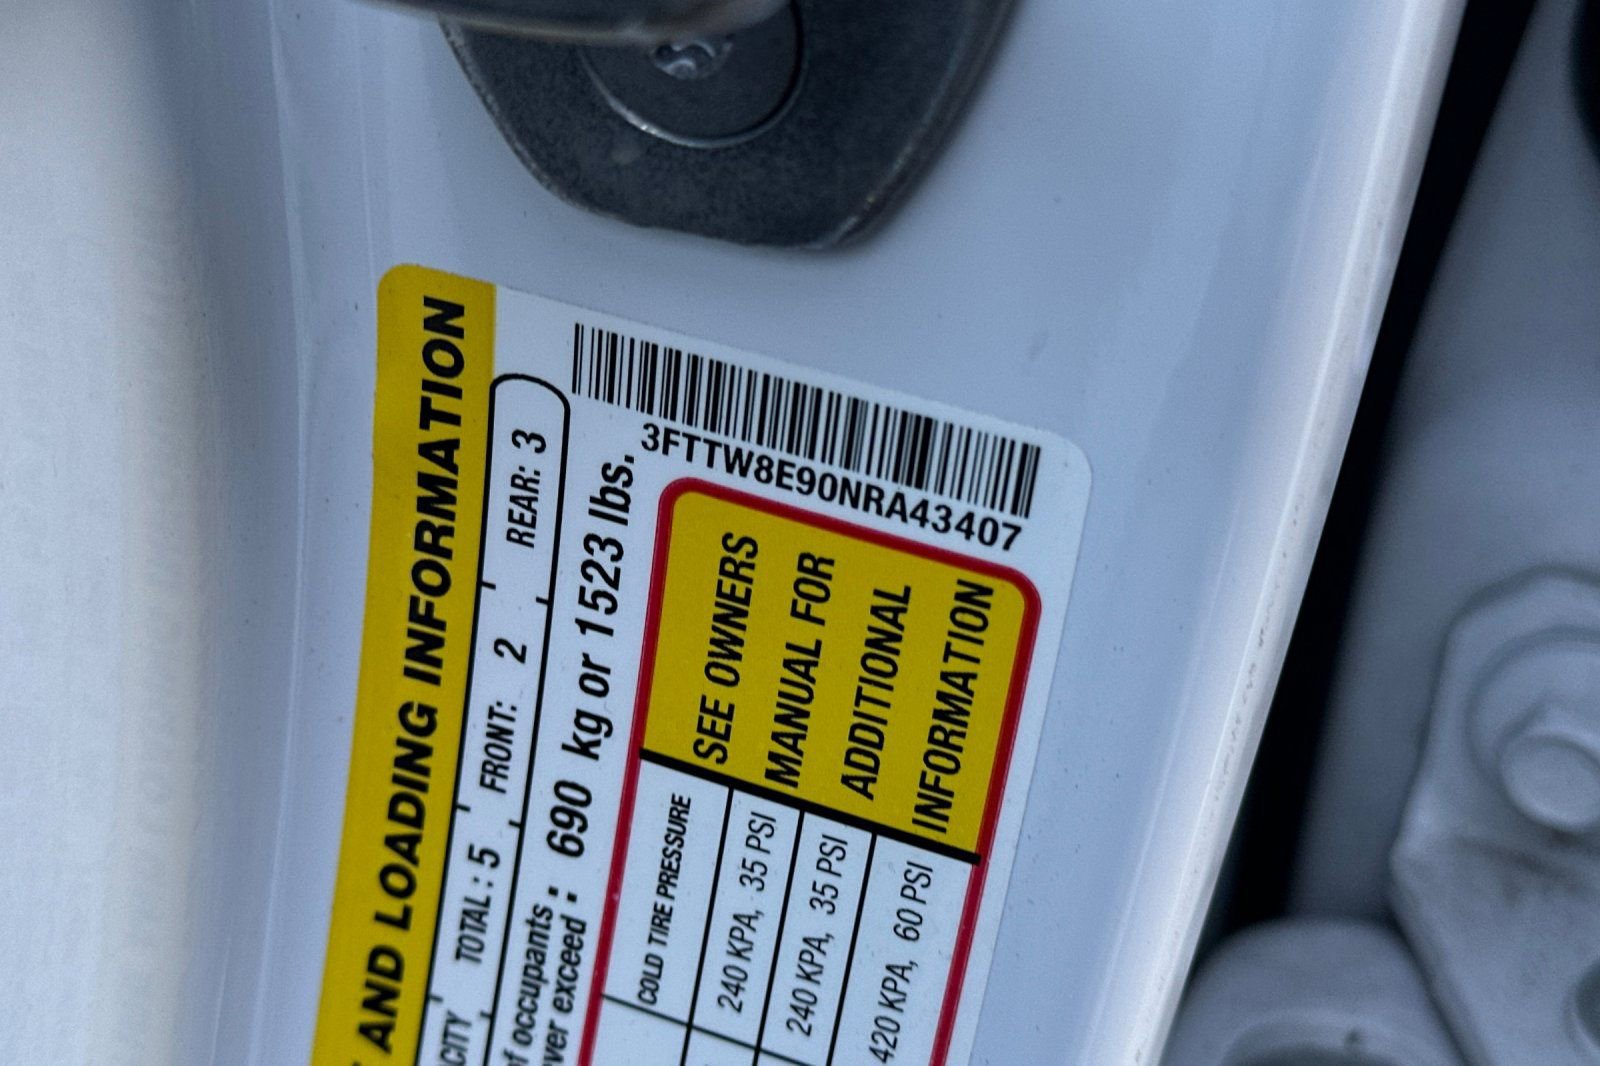 AND LOADING INFORMATION
CITY TOTAL : 5 FRONT: 2 REAR: 3
of occupants :
ver exceed : 690 kg or 1523 lbs.
3FTTW8E90NRA43407
COLD TIRE PRESSURE
240 KPA, 35 PSI
240 KPA, 35 PSI
420 KPA, 60 PSI
SEE OWNERS
MANUAL FOR
ADDITIONAL
INFORMATION